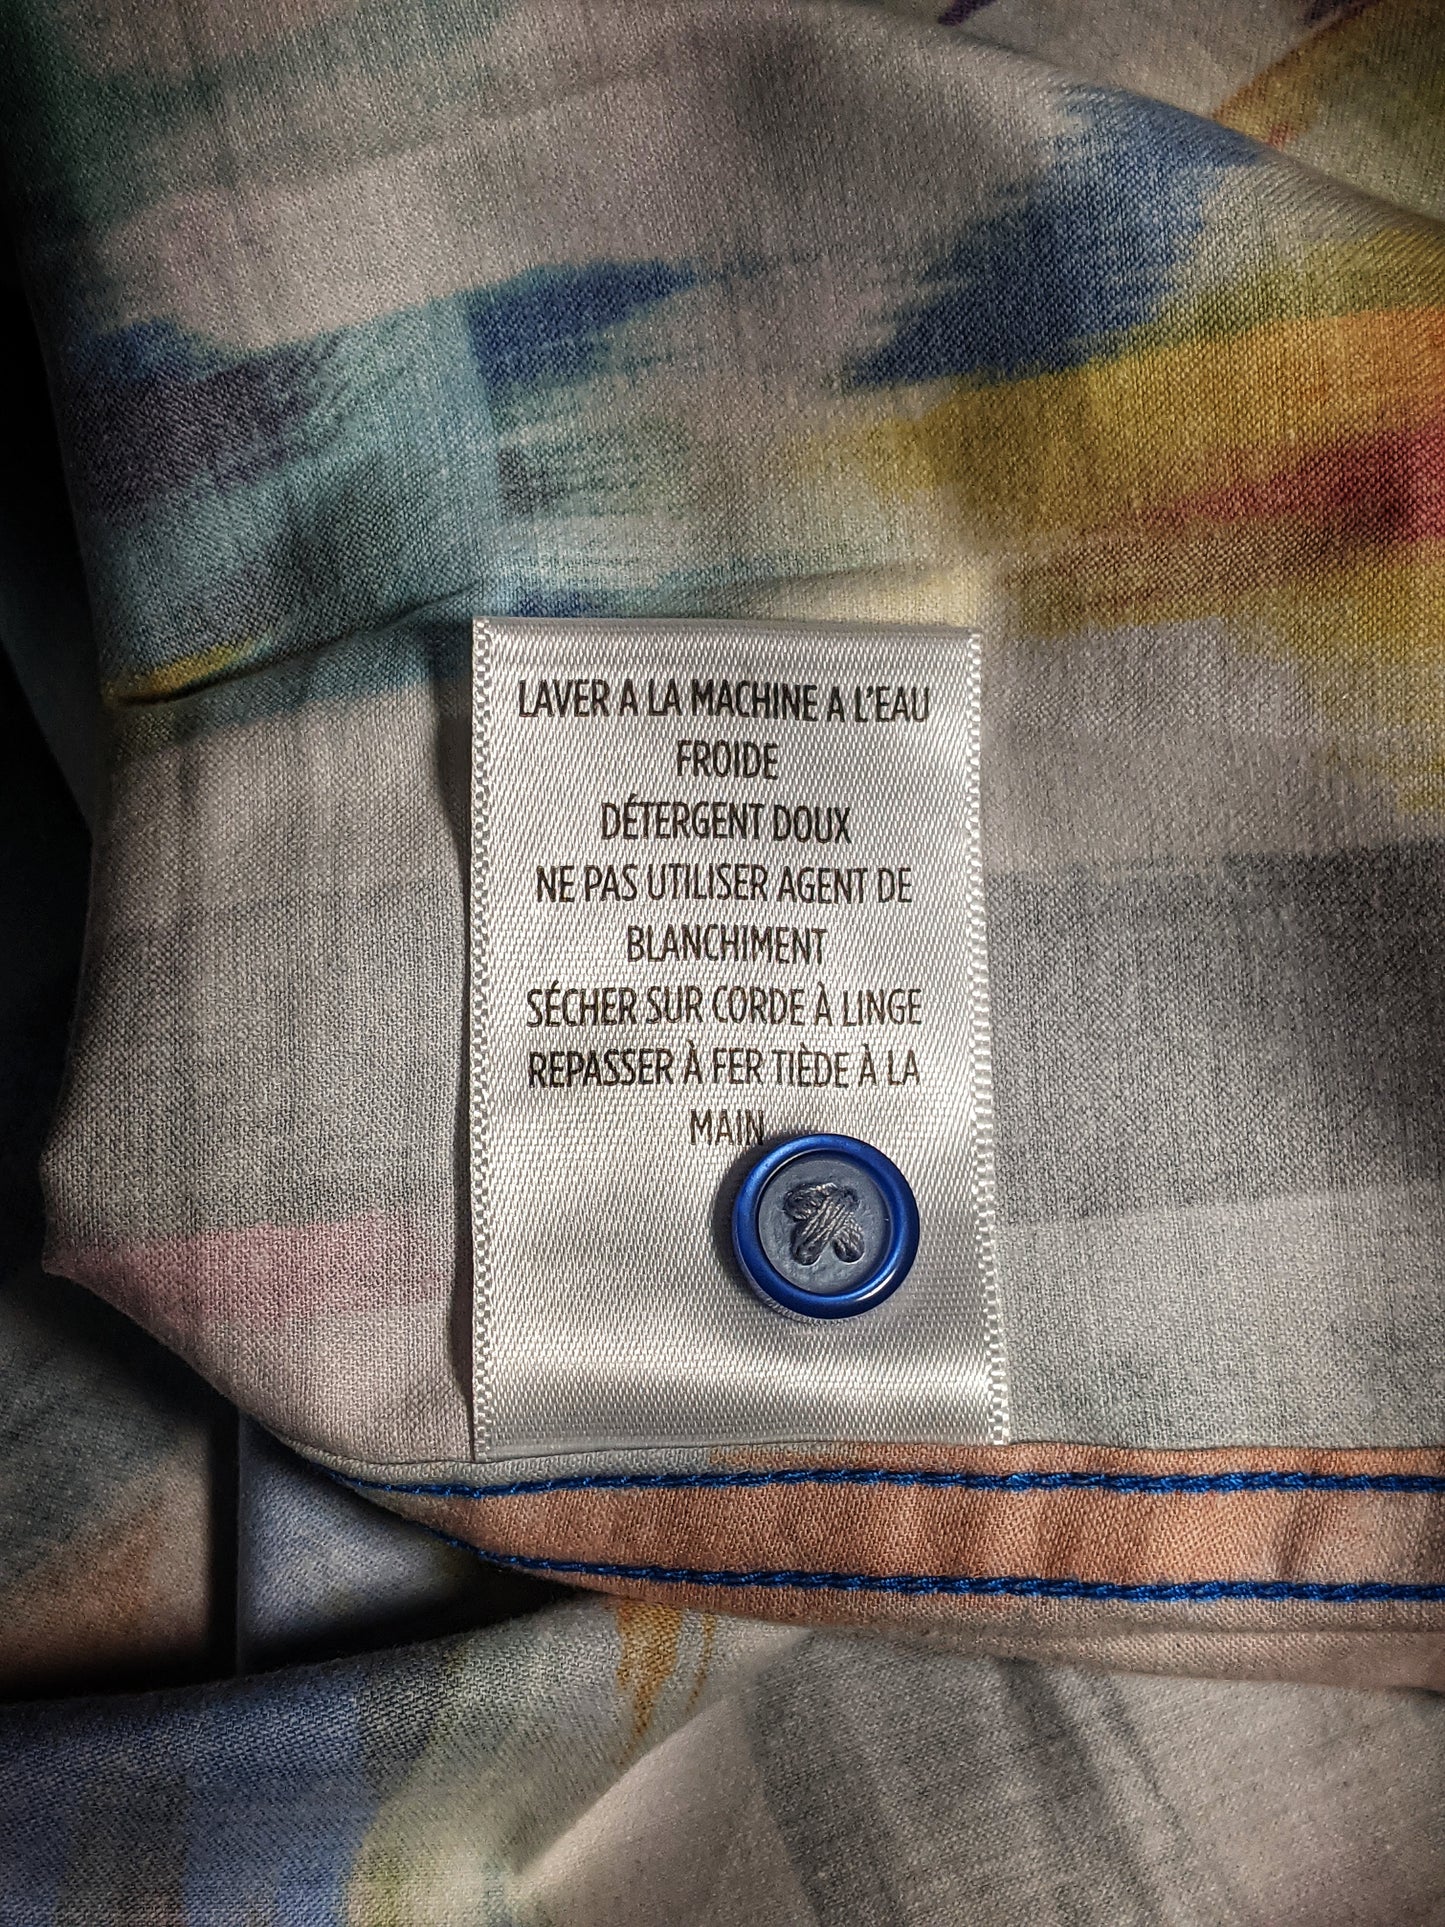 LAVER A LA MACHINE A L'EAU
FROIDE
DÉTERGENT DOUX
NE PAS UTILISER AGENT DE
BLANCHIMENT
SÉCHER SUR CORDE À LINGE
REPASSER À FER TIÈDE À LA
MAIN